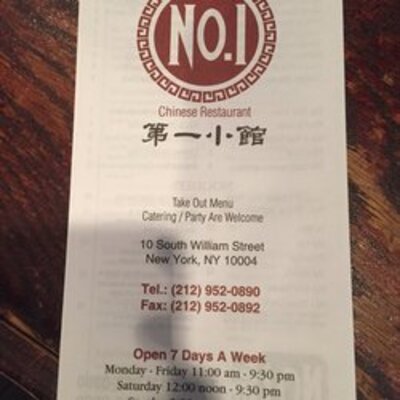 NO.1
Chinese Restaurant
第一小館
Take Out Menu
Catering / Party Are Welcome
10 South William Street
New York, NY 10004
Tel.: (212) 952-0890
Fax: (212) 952-0892
Open 7 Days A Week
Monday - Friday 11:00 am - 9:30 pm
Saturday 12:00 noon - 9:30 pm